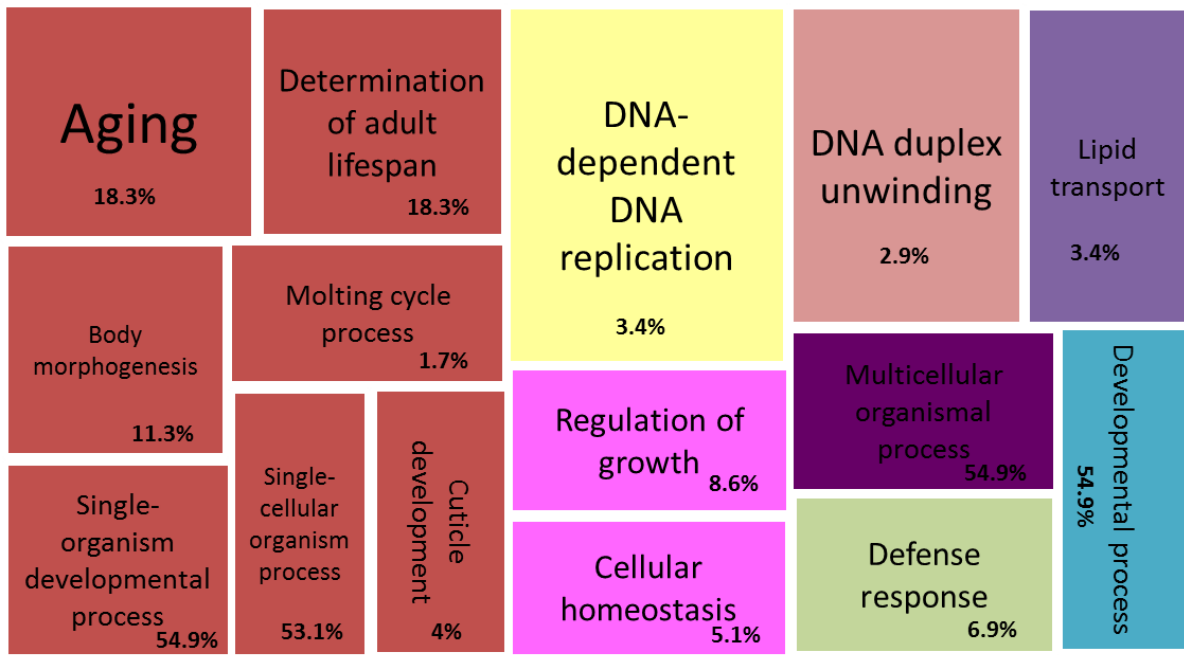 Aging
18.3%
Determination
of adult
lifespan
18.3%
DNA-
dependent
DNA
replication
3.4%
DNA duplex
unwinding
2.9%
Lipid
transport
3.4%
Body
morphogenesis
11.3%
Molting cycle
process
1.7%
Single-
organism
developmental
process
54.9%
Single-
cellular
organism
process
53.1%
Cuticle
development
4%
Regulation of
growth
8.6%
Cellular
homeostasis
5.1%
Multicellular
organismal
process
54.9%
Defense
response
6.9%
Developmental process
54.9%